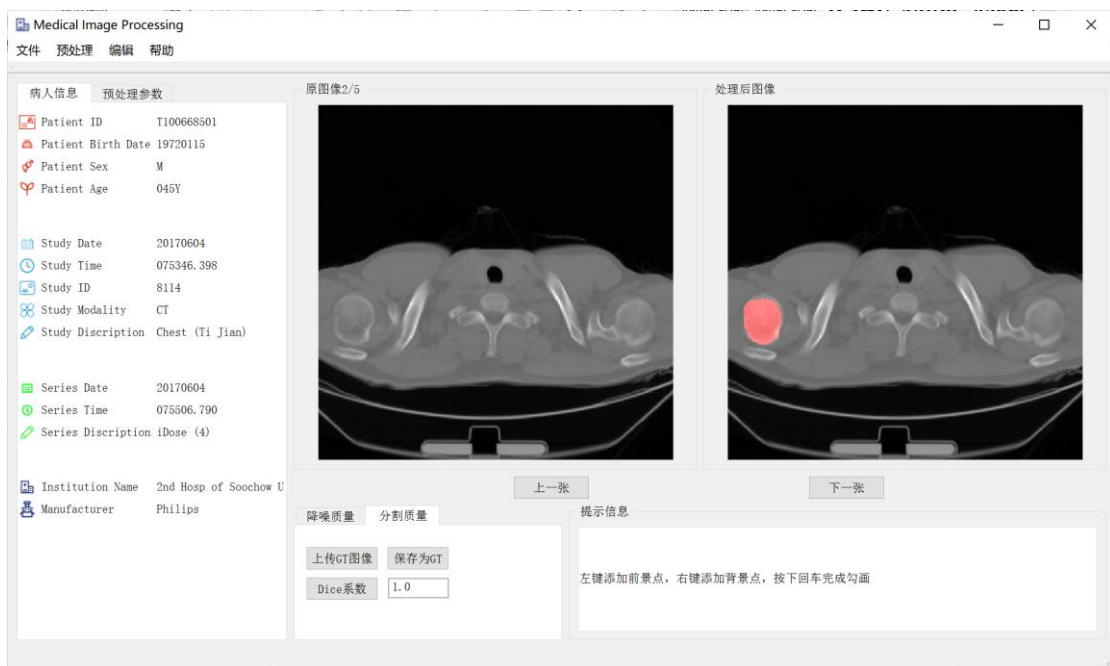 Medical Image Processing
文件 预处理 编辑 帮助
病人信息 预处理参数
Patient ID T100668501
Patient Birth Date 19720115
Patient Sex M
Patient Age 045Y
Study Date 20170604
Study Time 075346.398
Study ID 8114
Study Modality CT
Study Discription Chest (Ti Jian)
Series Date 20170604
Series Time 075506.790
Series Discription iDose (4)
Institution Name 2nd Hosp of Soochow U
Manufacturer Philips
原图像2/5
处理后图像
上一张
下一张
降噪质量 分割质量
上传GT图像 保存为GT
Dice系数 1.0
提示信息
左键添加前景点，右键添加背景点，按下回车完成勾画